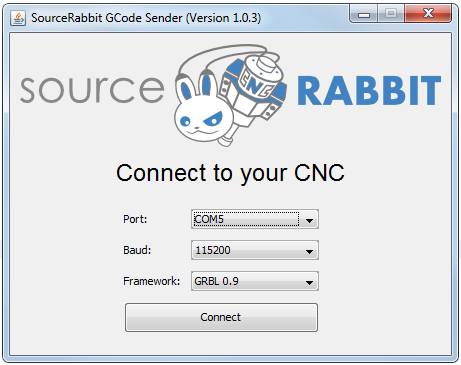 SourceRabbit GCode Sender (Version 1.0.3)
source CNC RABBIT
Connect to your CNC
Port: COM5
Baud: 115200
Framework: GRBL 0.9
Connect